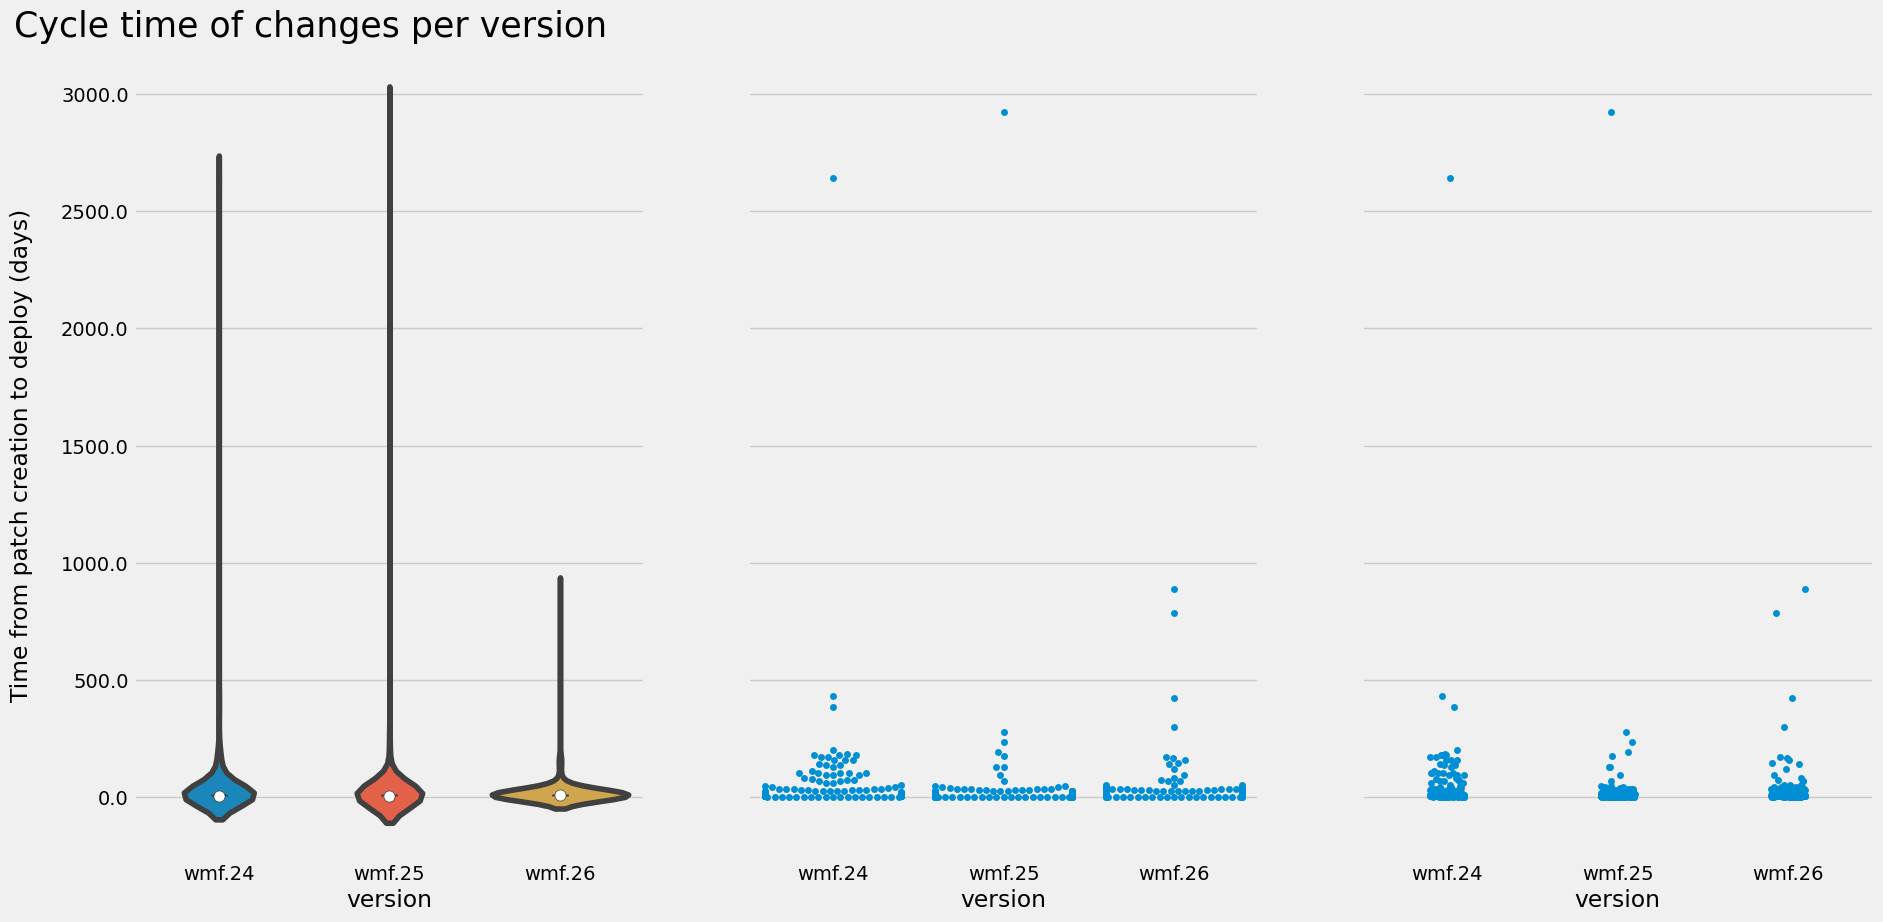 Cycle time of changes per version
Time from patch creation to deploy (days)
3000.0
2500.0
2000.0
1500.0
1000.0
500.0
0.0
wmf.24 wmf.25 wmf.26
version
wmf.24 wmf.25 wmf.26
version
wmf.24 wmf.25 wmf.26
version